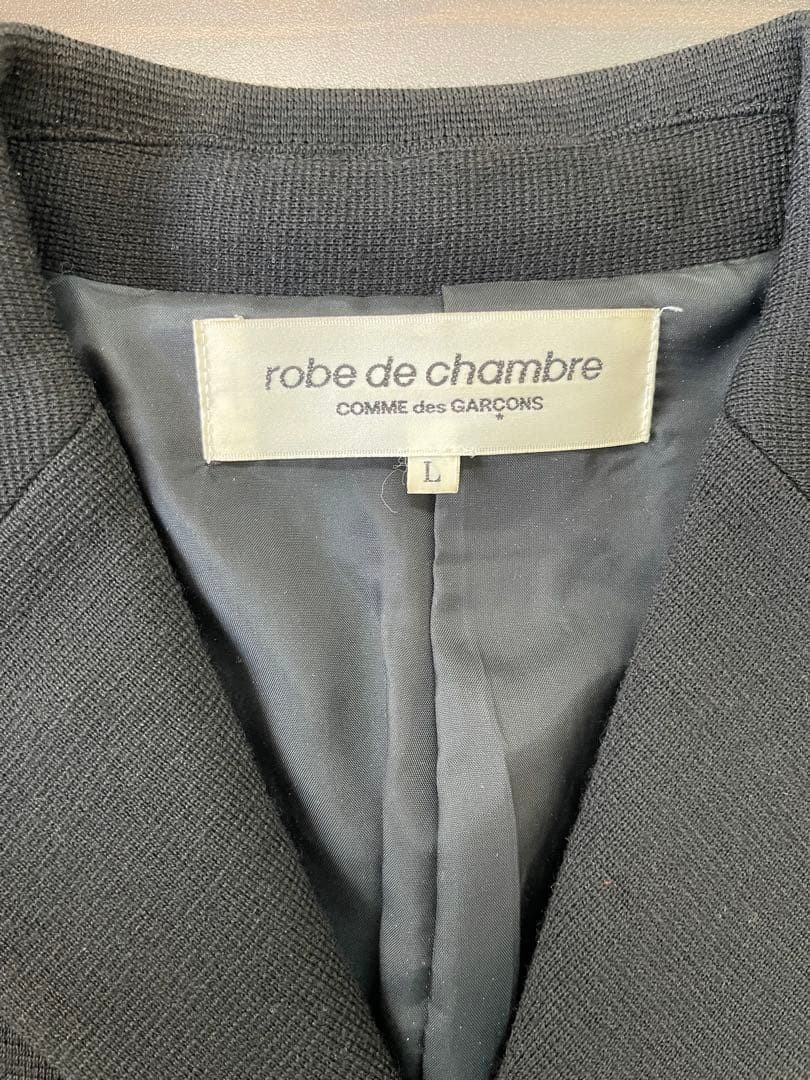 robe de chambre
COMME des GARÇONS
*
L